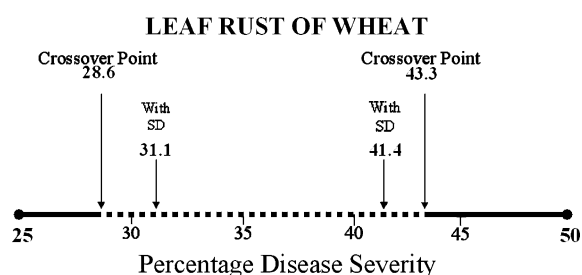 LEAF RUST OF WHEAT
Crossover Point
28.6
Crossover Point
43.3
With
SD
31.1
With
SD
41.4
25 30 35 40 45 50
Percentage Disease Severity